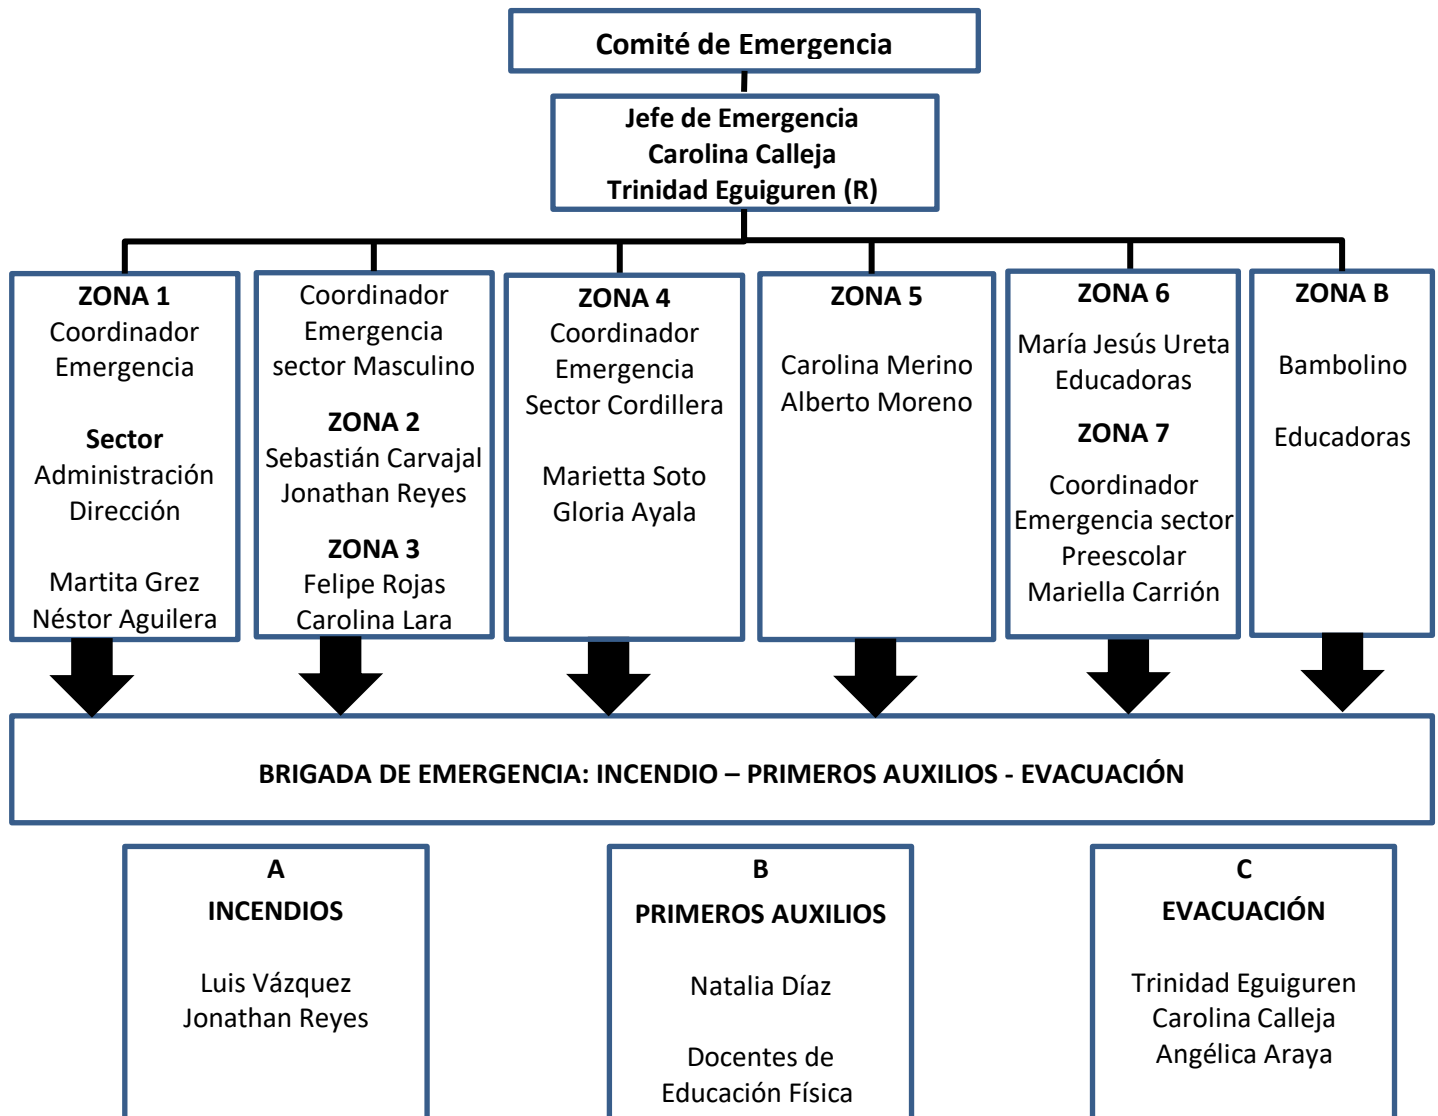 Comité de Emergencia
Jefe de Emergencia
Carolina Calleja
Trinidad Eguiguren (R)
ZONA 1
Coordinador
Emergencia
Sector
Administración
Dirección
Martita Grez
Néstor Aguilera
Coordinador
Emergencia
sector Masculino
ZONA 2
Sebastián Carvajal
Jonathan Reyes
ZONA 3
Felipe Rojas
Carolina Lara
ZONA 4
Coordinador
Emergencia
Sector Cordillera
Marietta Soto
Gloria Ayala
ZONA 5
Carolina Merino
Alberto Moreno
ZONA 6
María Jesús Ureta
Educadoras
ZONA 7
Coordinador
Emergencia sector
Preescolar
Mariella Carrión
ZONA B
Bambolino
Educadoras
BRIGADA DE EMERGENCIA: INCENDIO – PRIMEROS AUXILIOS - EVACUACIÓN
A
INCENDIOS
Luis Vázquez
Jonathan Reyes
B
PRIMEROS AUXILIOS
Natalia Díaz
Docentes de
Educación Física
C
EVACUACIÓN
Trinidad Eguiguren
Carolina Calleja
Angélica Araya